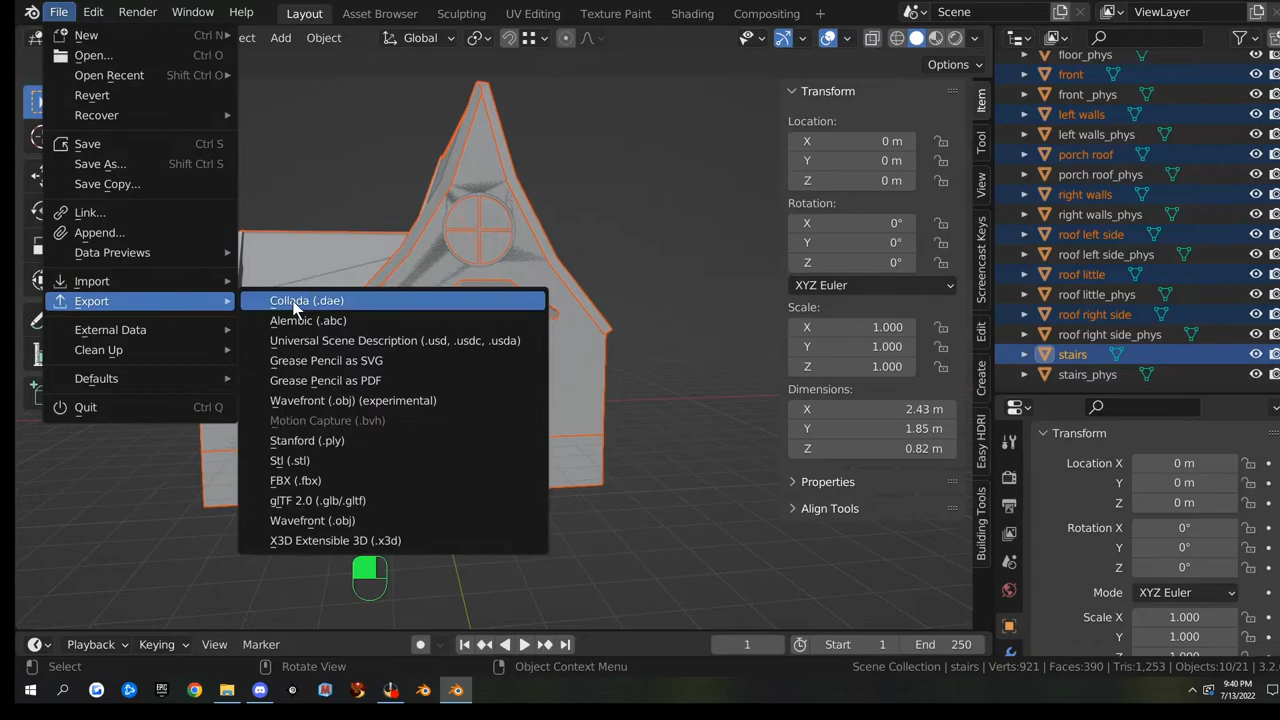 File Edit Render Window Help Layout Asset Browser Sculpting UV Editing Texture Paint Shading Compositing Scene ViewLayer
New Ctrl N
Open... Ctrl O
Open Recent Shift Ctrl O
Revert
Recover
Save Ctrl S
Save As... Shift Ctrl S
Save Copy...
Link...
Append...
Data Previews
Import
Export
External Data
Clean Up
Defaults
Quit Ctrl Q
Collada (.dae)
Alembic (.abc)
Universal Scene Description (.usd, .usdc, .usda)
Grease Pencil as SVG
Grease Pencil as PDF
Wavefront (.obj) (experimental)
Motion Capture (.bvh)
Stanford (.ply)
Stl (.stl)
FBX (.fbx)
glTF 2.0 (.glb/.gltf)
Wavefront (.obj)
X3D Extensible 3D (.x3d)
Add Object Global
Options
Transform
Location:
X 0 m
Y 0 m
Z 0 m
Rotation:
X 0°
Y 0°
Z 0°
XYZ Euler
Scale:
X 1.000
Y 1.000
Z 1.000
Dimensions:
X 2.43 m
Y 1.85 m
Z 0.82 m
Properties
Align Tools
Item
Tool
View
Screencast Keys
Edit
Create
Easy HDRI
Building Tools
floor_phys
front
front _phys
left walls
left walls_phys
porch roof
porch roof_phys
right walls
right walls_phys
roof left side
roof left side_phys
roof little
roof little_phys
roof right side
roof right side_phys
stairs
stairs_phys
Transform
Location X 0 m
Y 0 m
Z 0 m
Rotation X 0°
Y 0°
Z 0°
Mode XYZ Euler
Scale X 1.000
Y 1.000
Playback Keying View Marker 1 Start 1 End 250
Select Rotate View Object Context Menu Scene Collection | stairs | Verts:921 | Faces:390 | Tris:1,253 | Objects:10/21 | 3.2.0
9:40 PM
7/13/2022